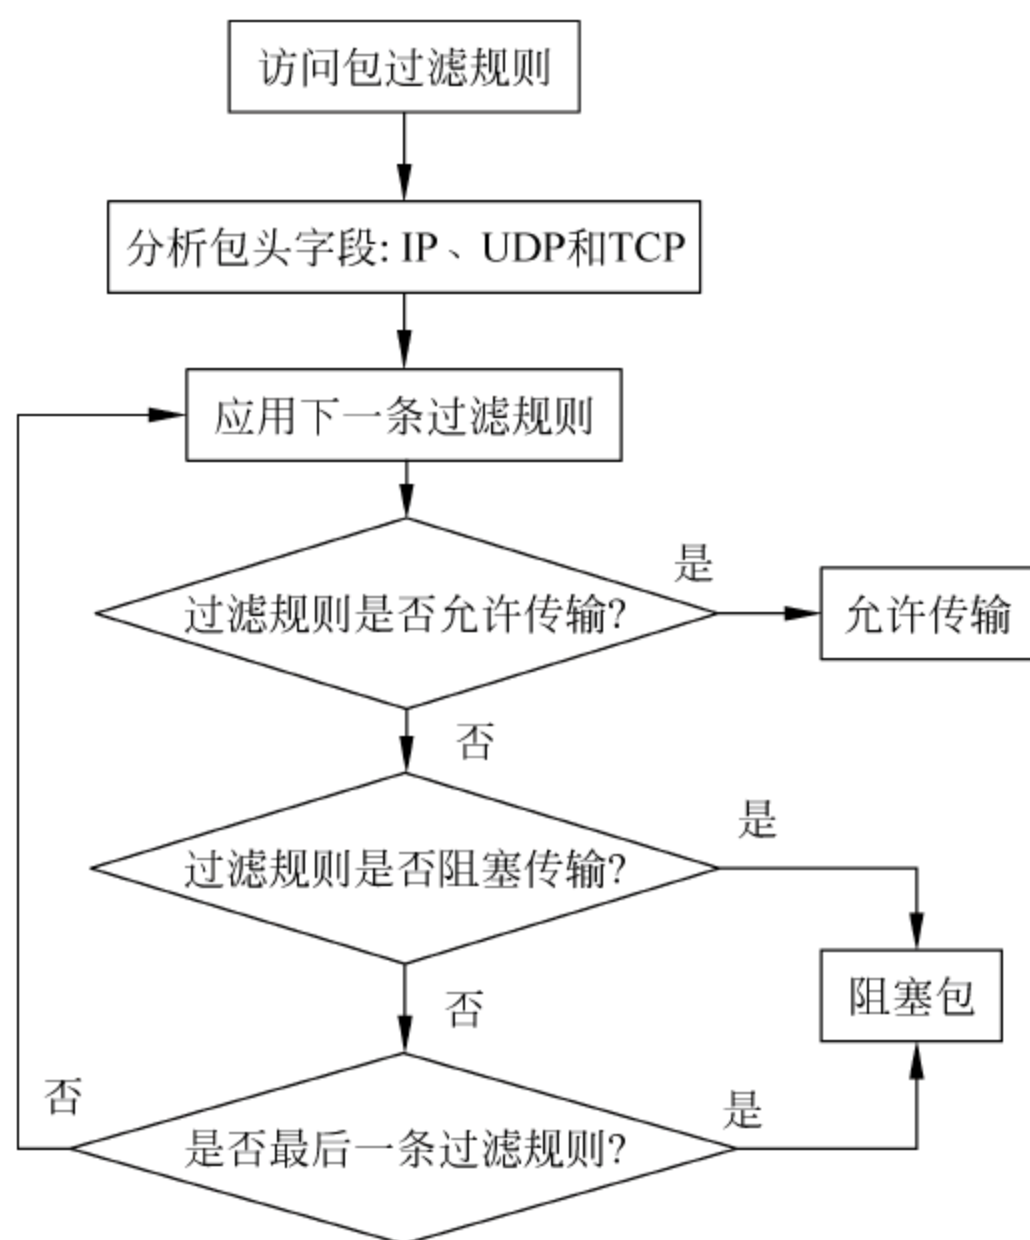 访问包过滤规则
分析包头字段: IP、UDP和TCP
应用下一条过滤规则
过滤规则是否允许传输?
是
允许传输
否
过滤规则是否阻塞传输?
是
阻塞包
否
是否最后一条过滤规则?
是
否